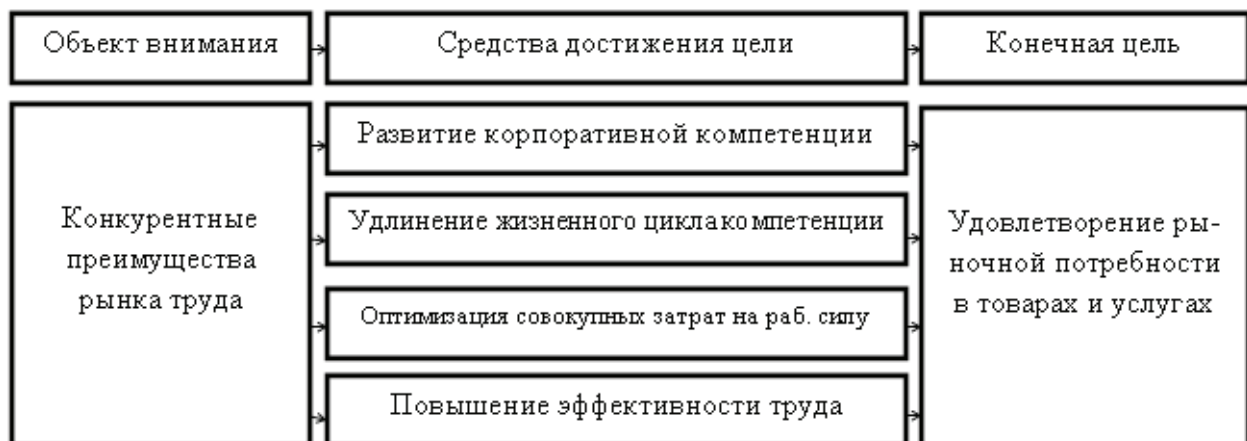 Объект внимания
Средства достижения цели
Конечная цель
Конкурентные
преимущества
рынка труда
Развитие корпоративной компетенции
Удлинение жизненного цикла компетенции
Оптимизация совокупных затрат на раб. силу
Повышение эффективности труда
Удовлетворение ры-
ночной потребности
в товарах и услугах